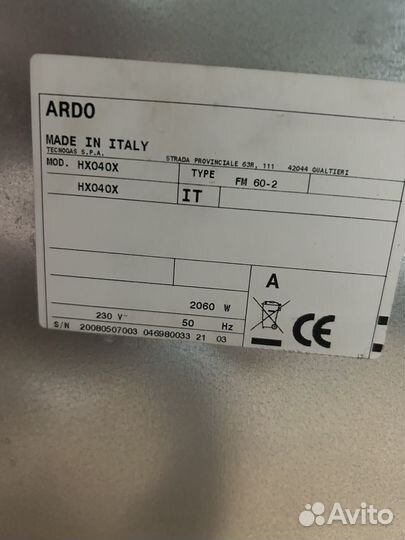 ARDO
MADE IN ITALY
TECNOGAS S.P.A. STRADA PROVINCIALE 63R, 111 42044 GUALTIERI
MOD. HX040X TYPE FM 60-2
HX040X IT
A
2060 W
230 V~ 50 Hz
CE
S/N 20080507003 046980033 21 03
Avito